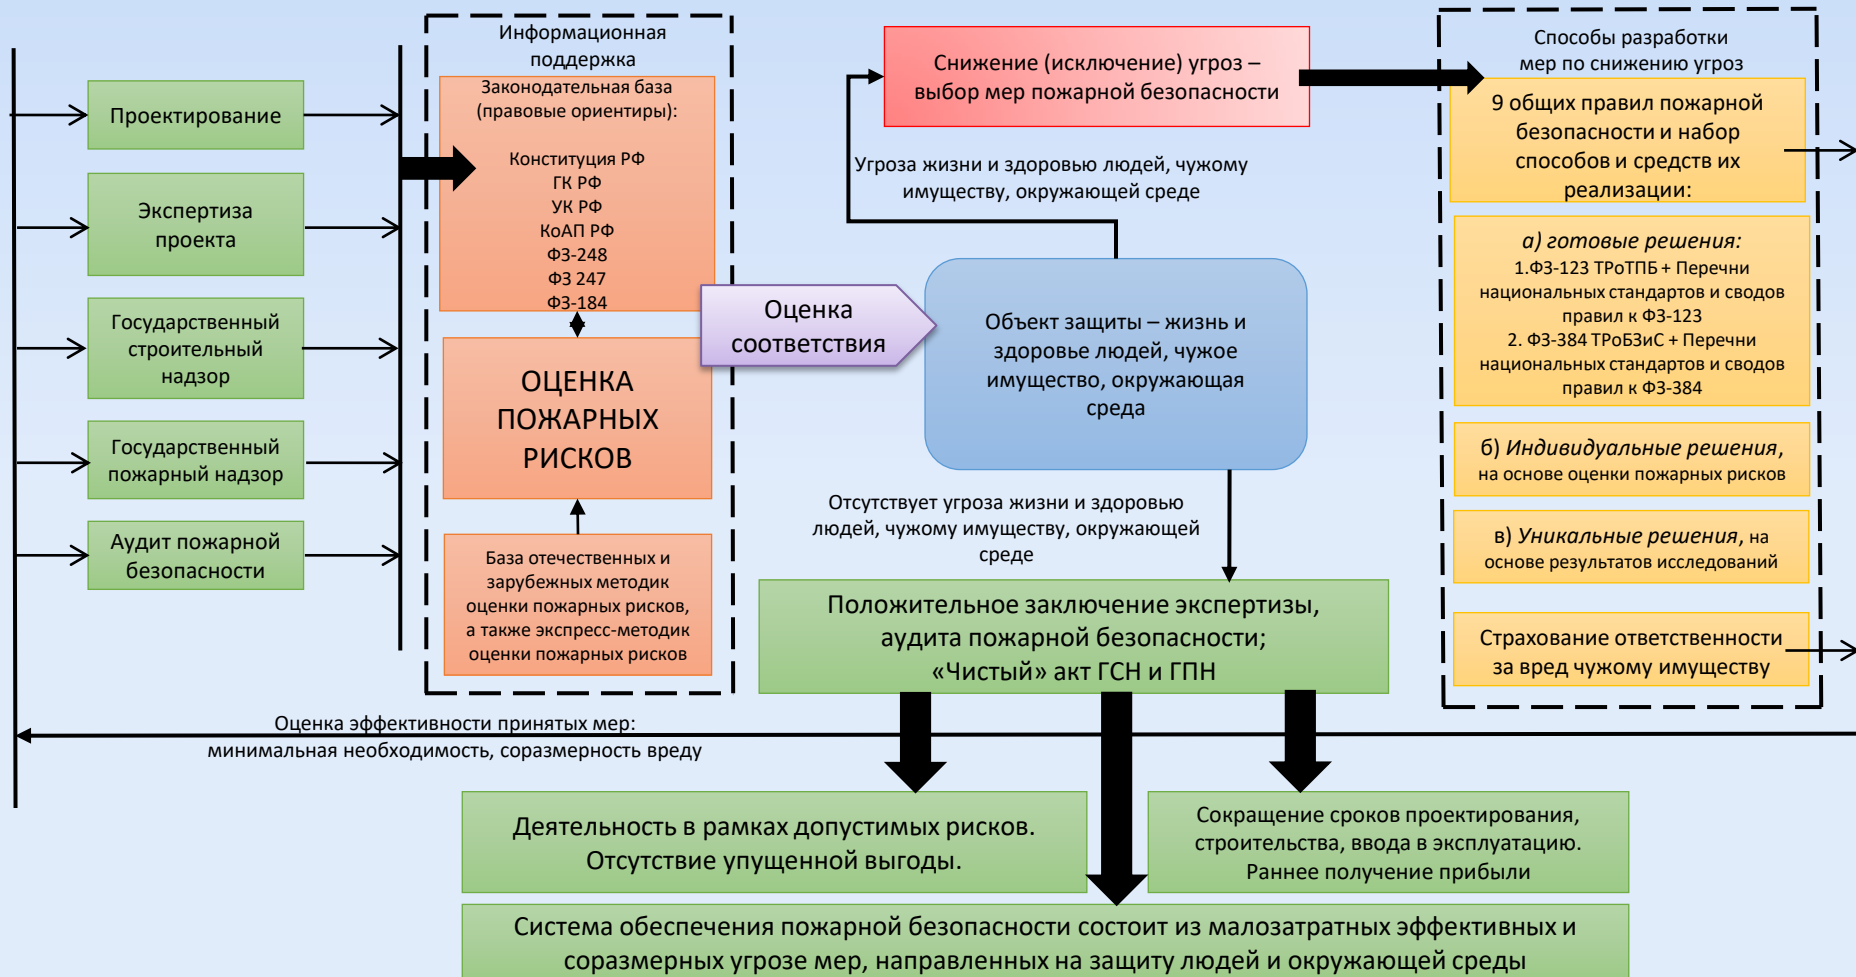 Проектирование
Экспертиза
проекта
Государственный
строительный
надзор
Государственный
пожарный надзор
Аудит пожарной
безопасности
Информационная
поддержка
Законодательная база
(правовые ориентиры):
Конституция РФ
ГК РФ
УК РФ
КоАП РФ
ФЗ-248
ФЗ 247
ФЗ-184
ОЦЕНКА
ПОЖАРНЫХ
РИСКОВ
База отечественных и
зарубежных методик
оценки пожарных рисков,
а также экспресс-методик
оценки пожарных рисков
Оценка
соответствия
Снижение (исключение) угроз –
выбор мер пожарной безопасности
Угроза жизни и здоровью людей, чужому
имуществу, окружающей среде
Объект защиты – жизнь и
здоровье людей, чужое
имущество, окружающая
среда
Отсутствует угроза жизни и здоровью
людей, чужому имуществу, окружающей
среде
Положительное заключение экспертизы,
аудита пожарной безопасности;
«Чистый» акт ГСН и ГПН
Способы разработки
мер по снижению угроз
9 общих правил пожарной
безопасности и набор
способов и средств их
реализации:
а) готовые решения:
1.ФЗ-123 ТРоТПБ + Перечни
национальных стандартов и сводов
правил к ФЗ-123
2. ФЗ-384 ТРоБЗиС + Перечни
национальных стандартов и сводов
правил к ФЗ-384
б) Индивидуальные решения,
на основе оценки пожарных рисков
в) Уникальные решения, на
основе результатов исследований
Страхование ответственности
за вред чужому имуществу
Оценка эффективности принятых мер:
минимальная необходимость, соразмерность вреду
Деятельность в рамках допустимых рисков.
Отсутствие упущенной выгоды.
Сокращение сроков проектирования,
строительства, ввода в эксплуатацию.
Раннее получение прибыли
Система обеспечения пожарной безопасности состоит из малозатратных эффективных и
соразмерных угрозе мер, направленных на защиту людей и окружающей среды